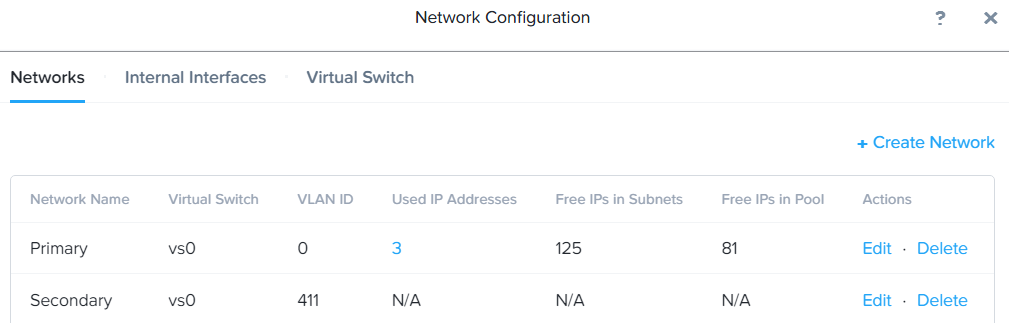 Network Configuration ? ×
Networks · Internal Interfaces · Virtual Switch
+ Create Network
Network Name Virtual Switch VLAN ID Used IP Addresses Free IPs in Subnets Free IPs in Pool Actions
Primary vs0 0 3 125 81 Edit · Delete
Secondary vs0 411 N/A N/A N/A Edit · Delete